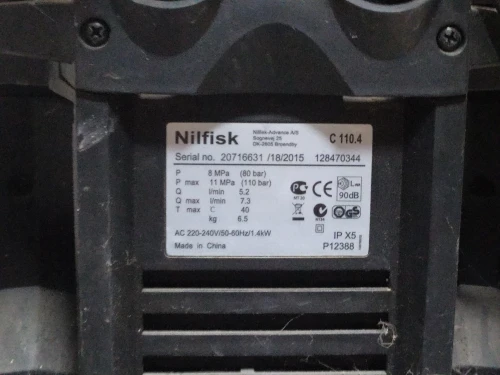 Nilfisk
Nilfisk-Advance A/S
Sognevej 25
DK-2605 Broendby
C 110.4
Serial no. 20716631 /18/2015 128470344
P 8 MPa (80 bar)
P max 11 MPa (110 bar)
Q l/min 5.2
Q max l/min 7.3
T max °C 40
kg 6.5
90dB
AC 220-240V/50-60Hz/1.4kW IP X5
Made in China P12388